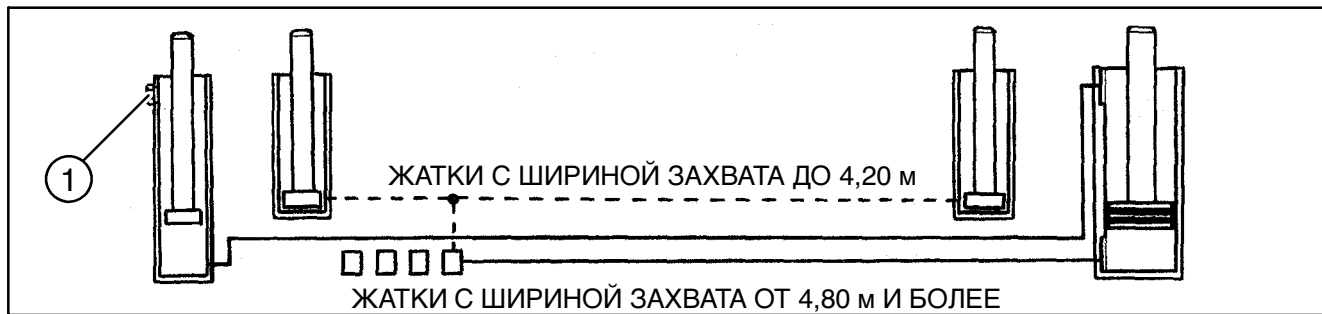 1
ЖАТКИ С ШИРИНОЙ ЗАХВАТА ДО 4,20 м
ЖАТКИ С ШИРИНОЙ ЗАХВАТА ОТ 4,80 м И БОЛЕЕ